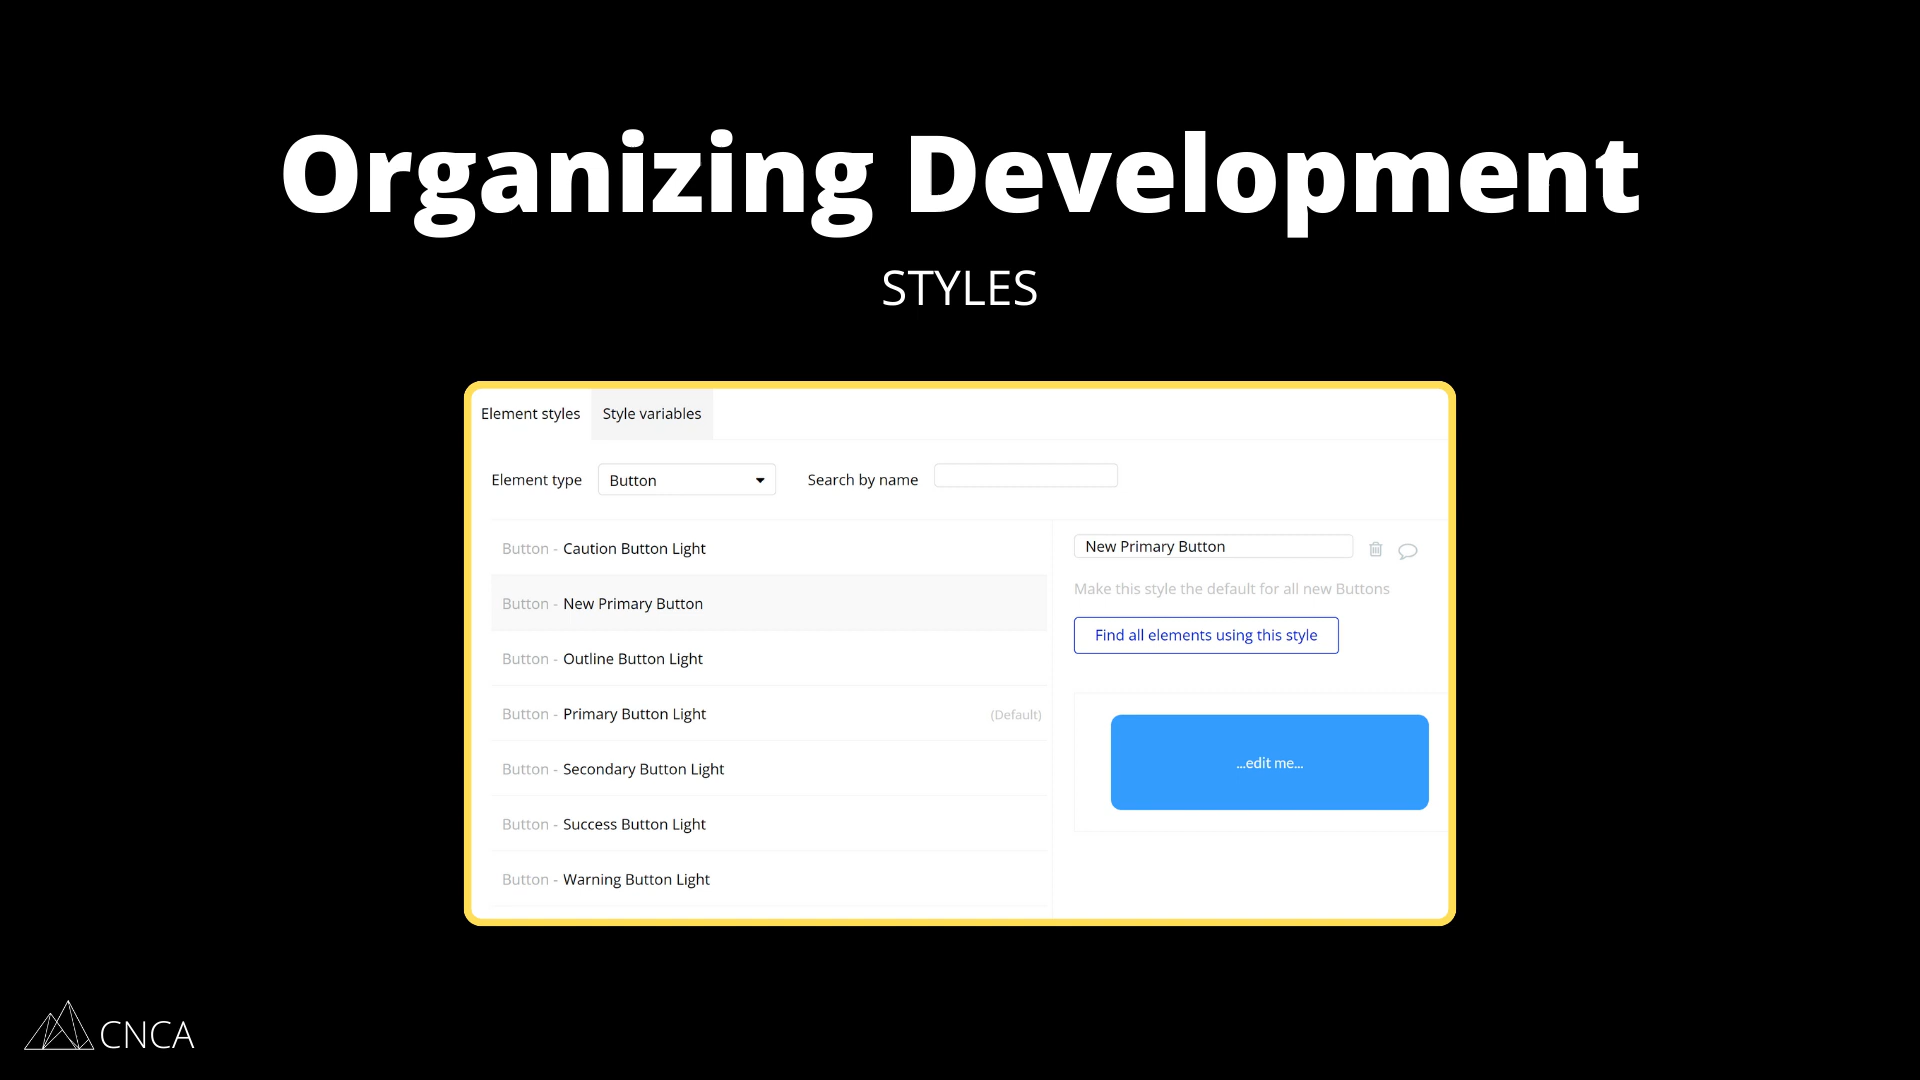 Organizing Development
STYLES
Element styles
Style variables
Element type
Button
Search by name
Button - Caution Button Light
Button - New Primary Button
Button - Outline Button Light
Button - Primary Button Light (Default)
Button - Secondary Button Light
Button - Success Button Light
Button - Warning Button Light
New Primary Button
Make this style the default for all new Buttons
Find all elements using this style
...edit me...
CNCA